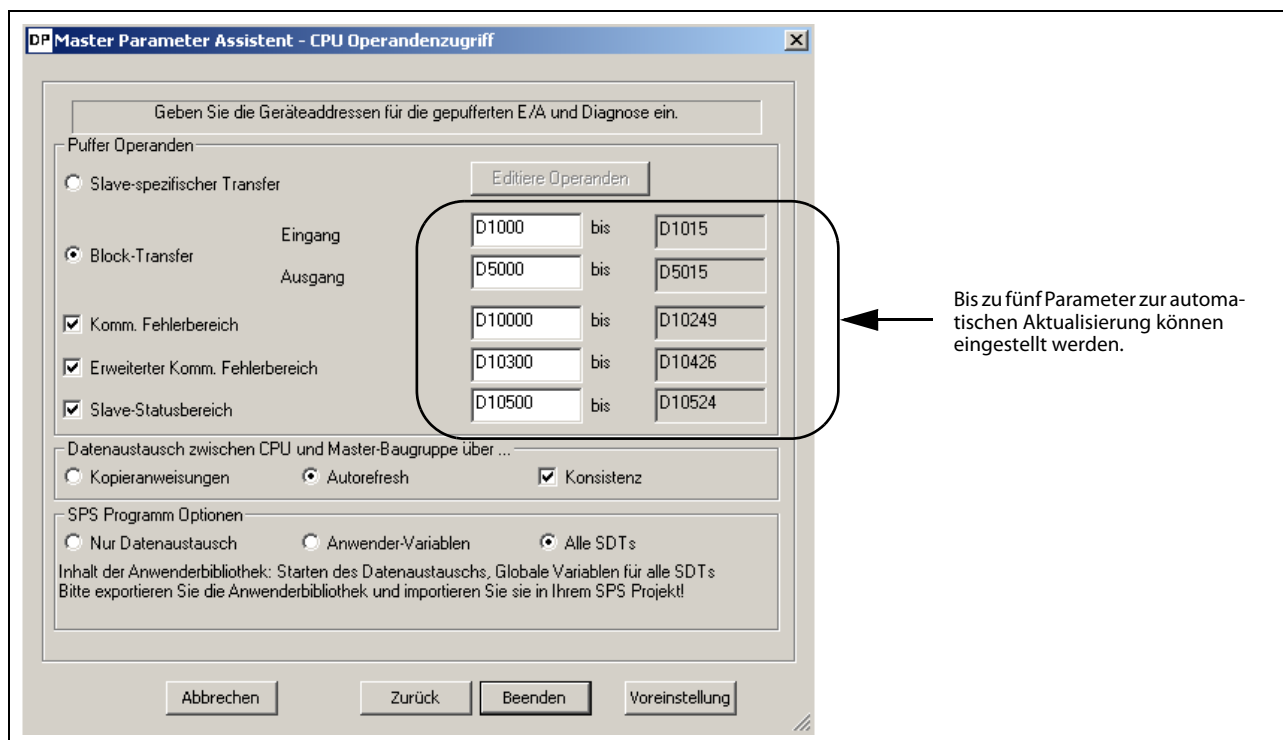 DP Master Parameter Assistent - CPU Operandenzugriff
Geben Sie die Geräteaddressen für die gepufferten E/A und Diagnose ein.
Puffer Operanden
Slave-spezifischer Transfer
Editiere Operanden
Block-Transfer
Eingang
D1000 bis D1015
Ausgang
D5000 bis D5015
Komm. Fehlerbereich
D10000 bis D10249
Erweiterter Komm. Fehlerbereich
D10300 bis D10426
Slave-Statusbereich
D10500 bis D10524
Bis zu fünf Parameter zur automa-
tischen Aktualisierung können
eingestellt werden.
Datenaustausch zwischen CPU und Master-Baugruppe über ...
Kopieranweisungen Autorefresh Konsistenz
SPS Programm Optionen
Nur Datenaustausch Anwender-Variablen Alle SDTs
Inhalt der Anwenderbibliothek: Starten des Datenaustauschs, Globale Variablen für alle SDTs
Bitte exportieren Sie die Anwenderbibliothek und importieren Sie sie in Ihrem SPS Projekt!
Abbrechen Zurück Beenden Voreinstellung